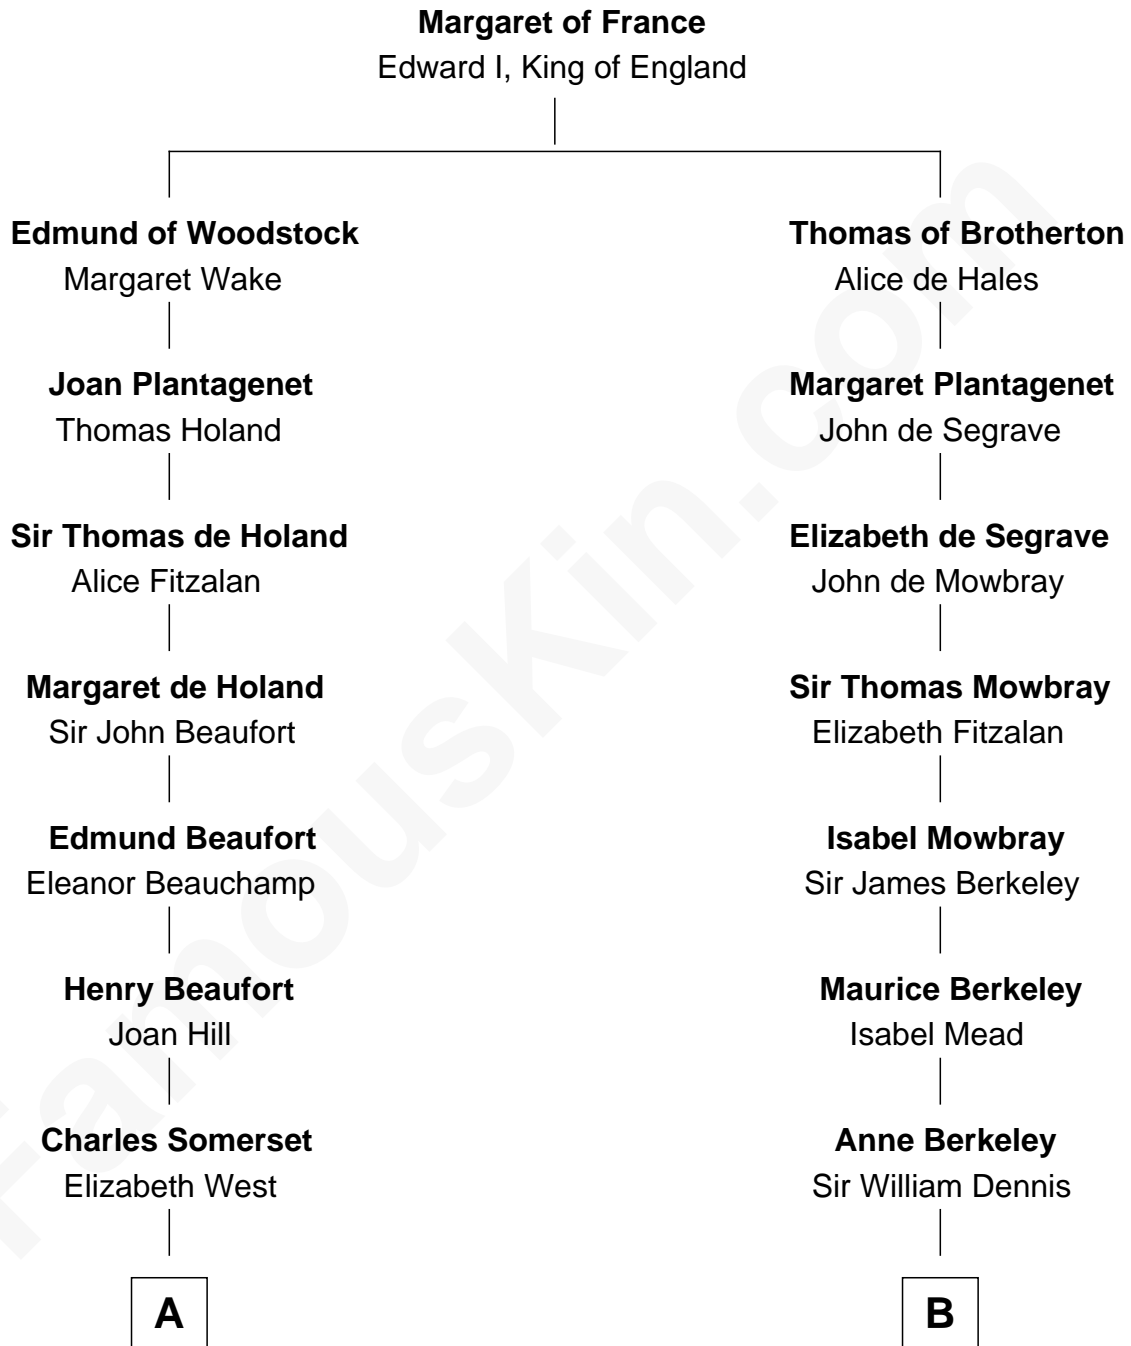 Margaret of France
Edward I, King of England
Edmund of Woodstock
Margaret Wake
Thomas of Brotherton
Alice de Hales
Joan Plantagenet
Thomas Holand
Margaret Plantagenet
John de Segrave
Sir Thomas de Holand
Alice Fitzalan
Elizabeth de Segrave
John de Mowbray
Margaret de Holand
Sir John Beaufort
Sir Thomas Mowbray
Elizabeth Fitzalan
Edmund Beaufort
Eleanor Beauchamp
Isabel Mowbray
Sir James Berkeley
Henry Beaufort
Joan Hill
Maurice Berkeley
Isabel Mead
Charles Somerset
Elizabeth West
Anne Berkeley
Sir William Dennis
A
B
FamousKin.com